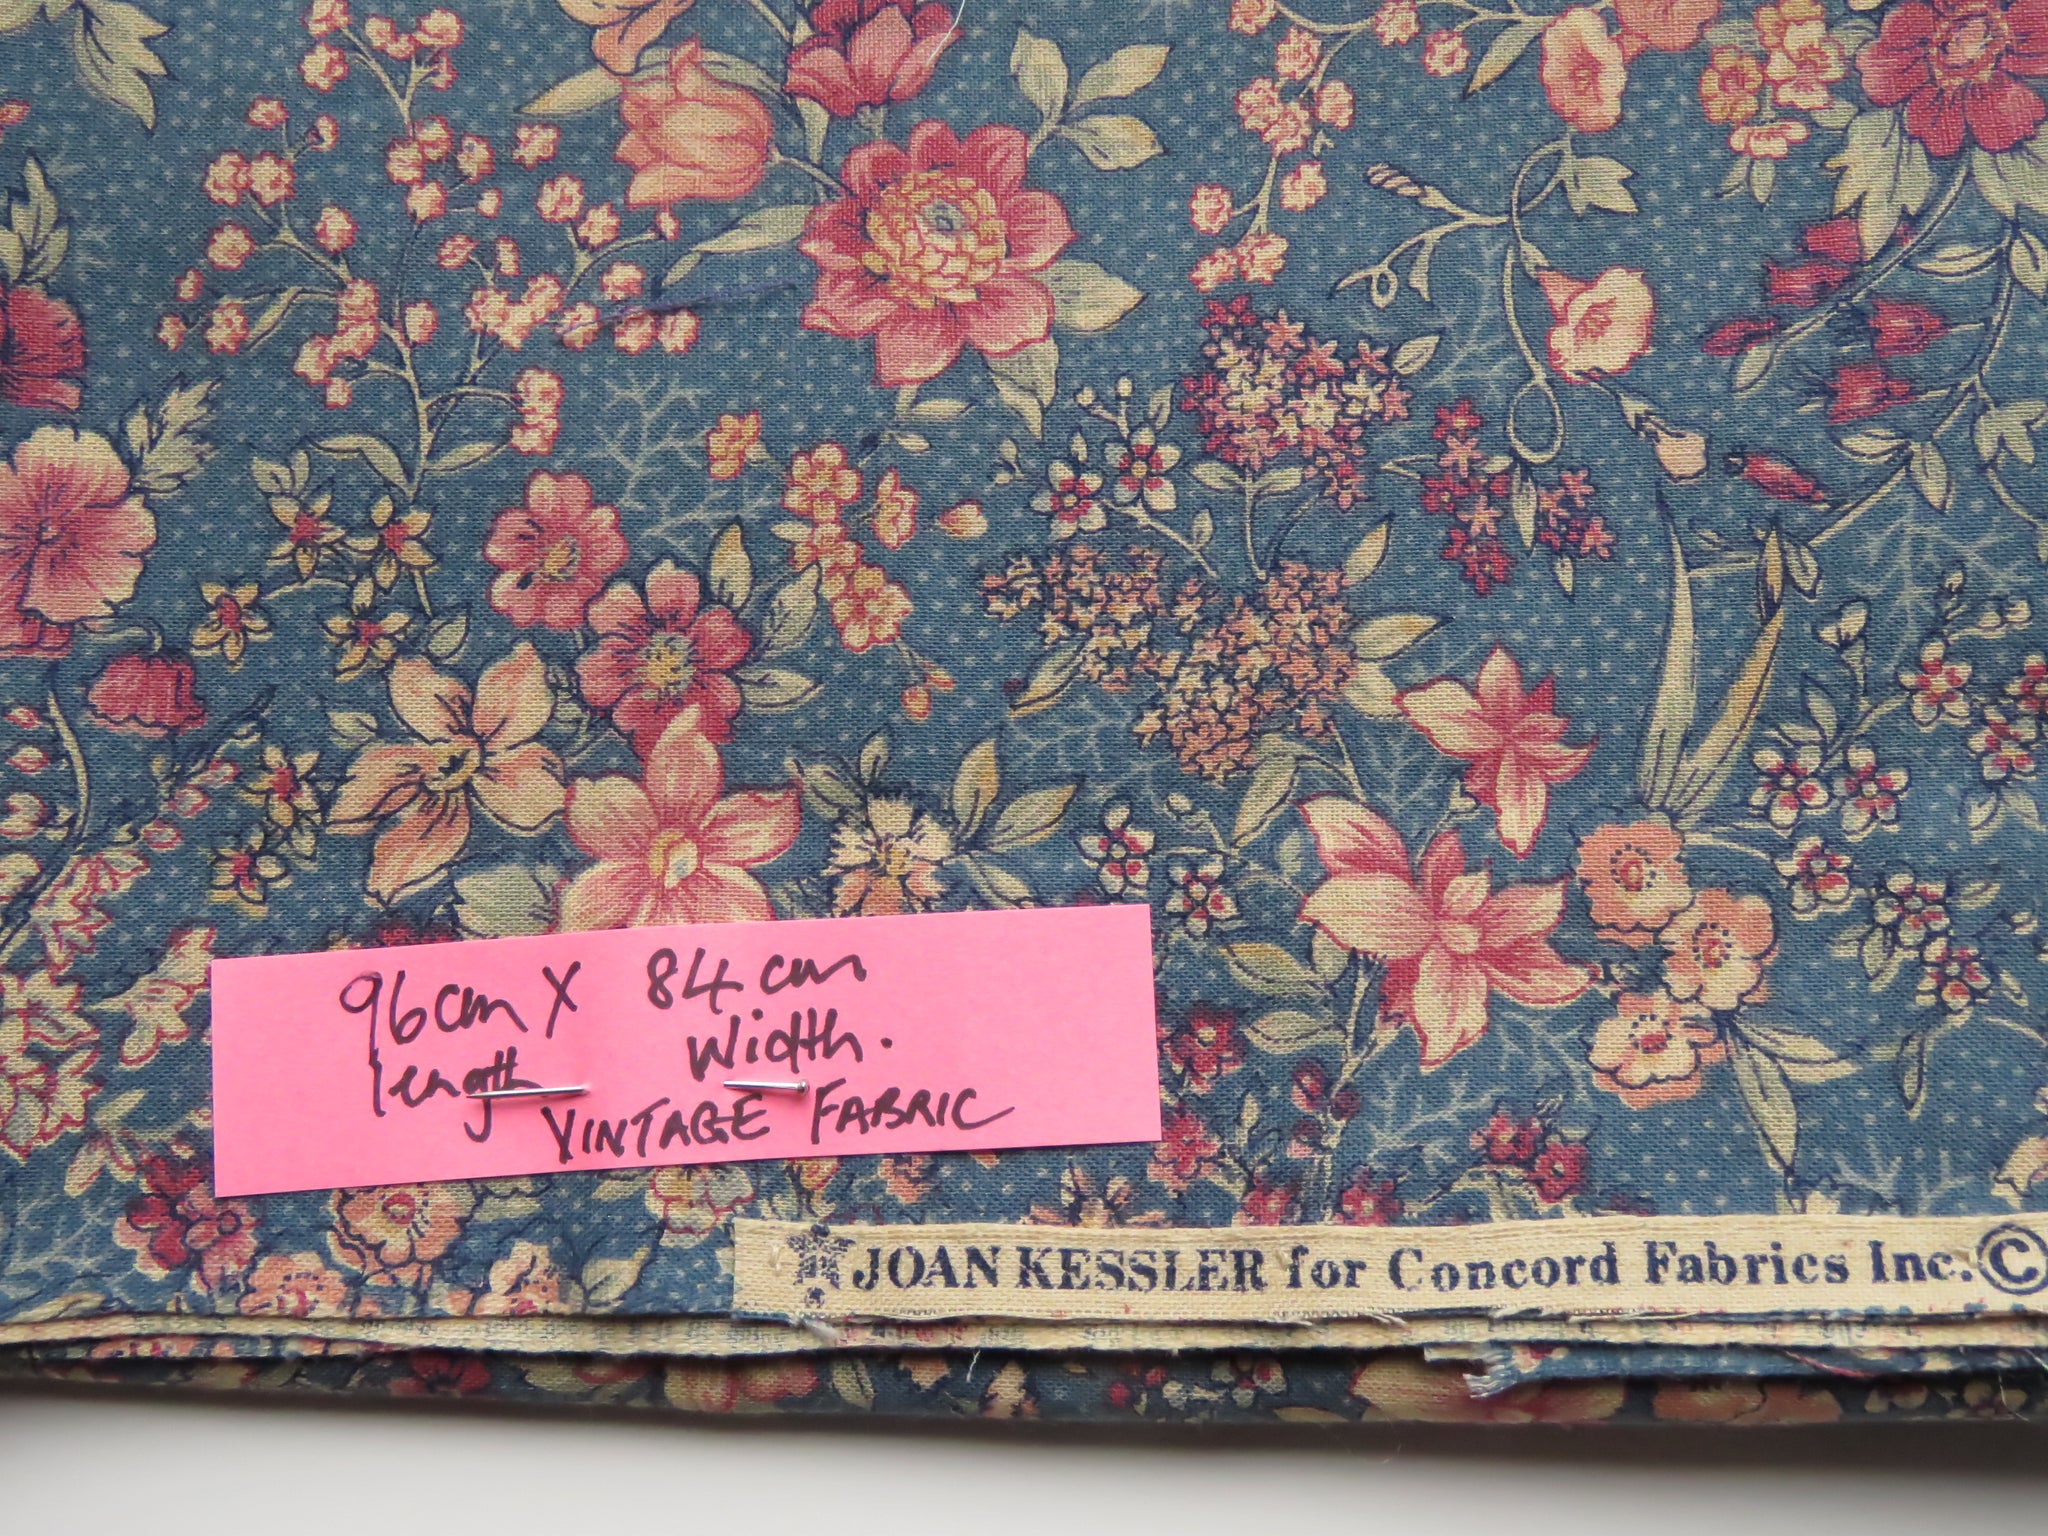 96cm X 84cm
length width.
VINTAGE FABRIC
JOAN KESSLER for Concord Fabrics Inc. ©